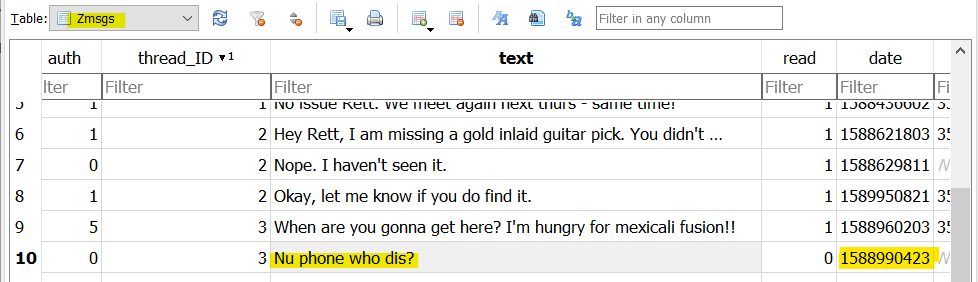 Table: Zmsgs Filter in any column
auth thread_ID 1 text read date
lter Filter Filter Filter Filter Fi
5 1 1 No issue Rett. We meet again next thurs - same time! 1 1588436602 35
6 1 2 Hey Rett, I am missing a gold inlaid guitar pick. You didn't ... 1 1588621803 35
7 0 2 Nope. I haven't seen it. 1 1588629811 N
8 1 2 Okay, let me know if you do find it. 1 1589950821 35
9 5 3 When are you gonna get here? I'm hungry for mexicali fusion!! 1 1588960203 35
10 0 3 Nu phone who dis? 0 1588990423 N